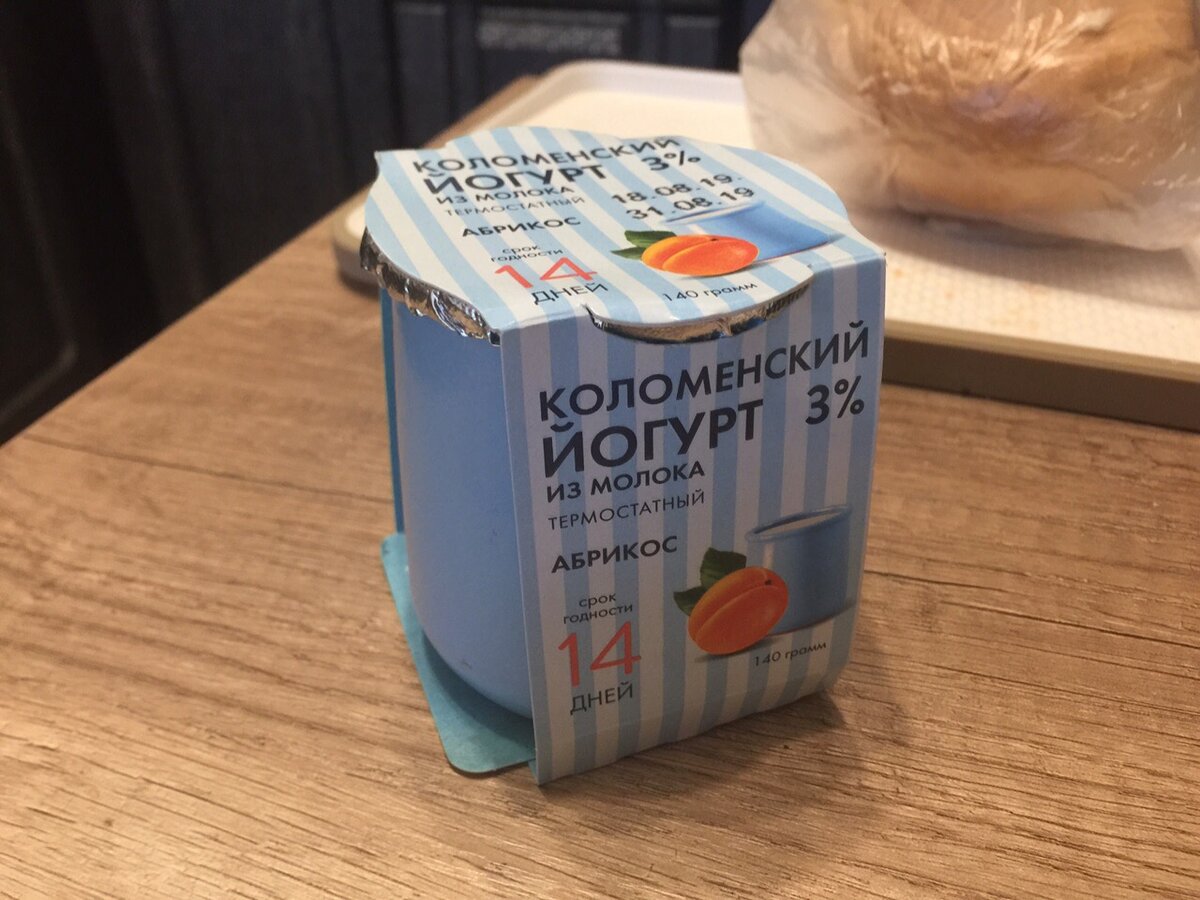 КОЛОМЕНСКИЙ
ЙОГУРТ 3%
ИЗ МОЛОКА
ТЕРМОСТАТНЫЙ
18.08.19.
31.08.19
АБРИКОС
срок
годности
14
ДНЕЙ
140 грамм
КОЛОМЕНСКИЙ
ЙОГУРТ 3%
ИЗ МОЛОКА
ТЕРМОСТАТНЫЙ
АБРИКОС
срок
годности
14
ДНЕЙ
140 грамм